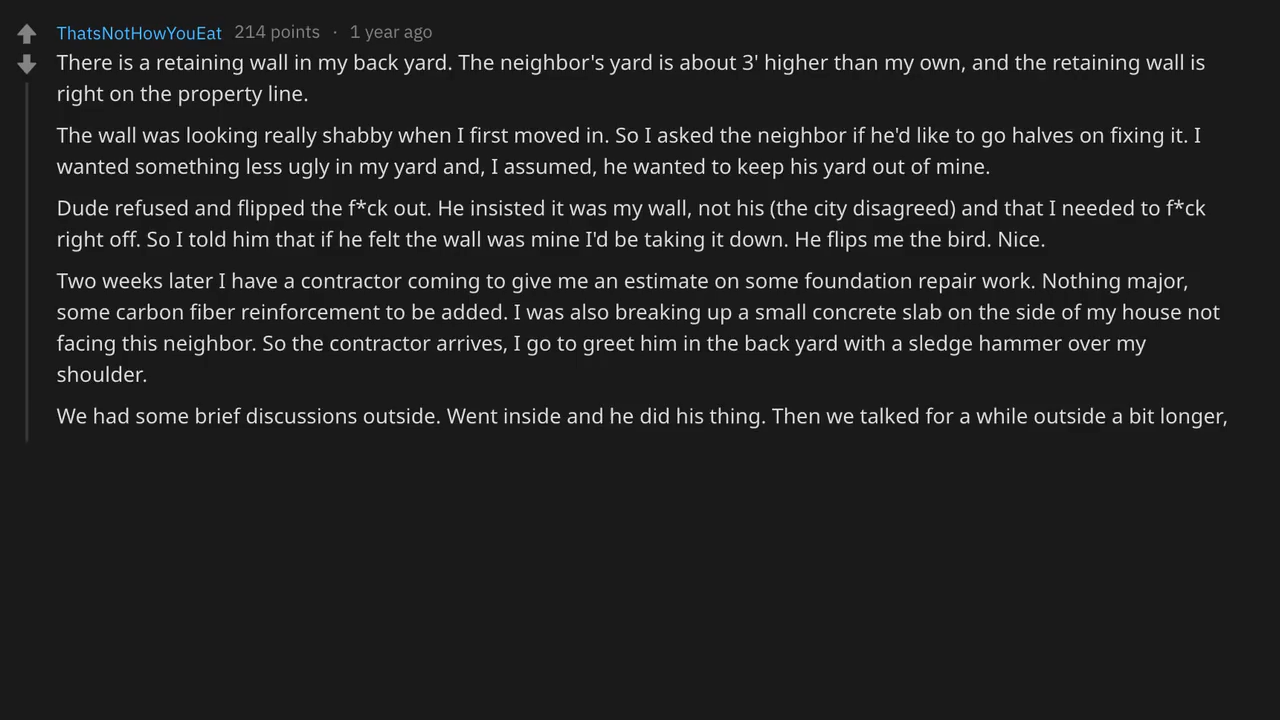 ThatsNotHowYouEat 214 points · 1 year ago
There is a retaining wall in my back yard. The neighbor's yard is about 3' higher than my own, and the retaining wall is
right on the property line.
The wall was looking really shabby when I first moved in. So I asked the neighbor if he'd like to go halves on fixing it. I
wanted something less ugly in my yard and, I assumed, he wanted to keep his yard out of mine.
Dude refused and flipped the f*ck out. He insisted it was my wall, not his (the city disagreed) and that I needed to f*ck
right off. So I told him that if he felt the wall was mine I'd be taking it down. He flips me the bird. Nice.
Two weeks later I have a contractor coming to give me an estimate on some foundation repair work. Nothing major,
some carbon fiber reinforcement to be added. I was also breaking up a small concrete slab on the side of my house not
facing this neighbor. So the contractor arrives, I go to greet him in the back yard with a sledge hammer over my
shoulder.
We had some brief discussions outside. Went inside and he did his thing. Then we talked for a while outside a bit longer,